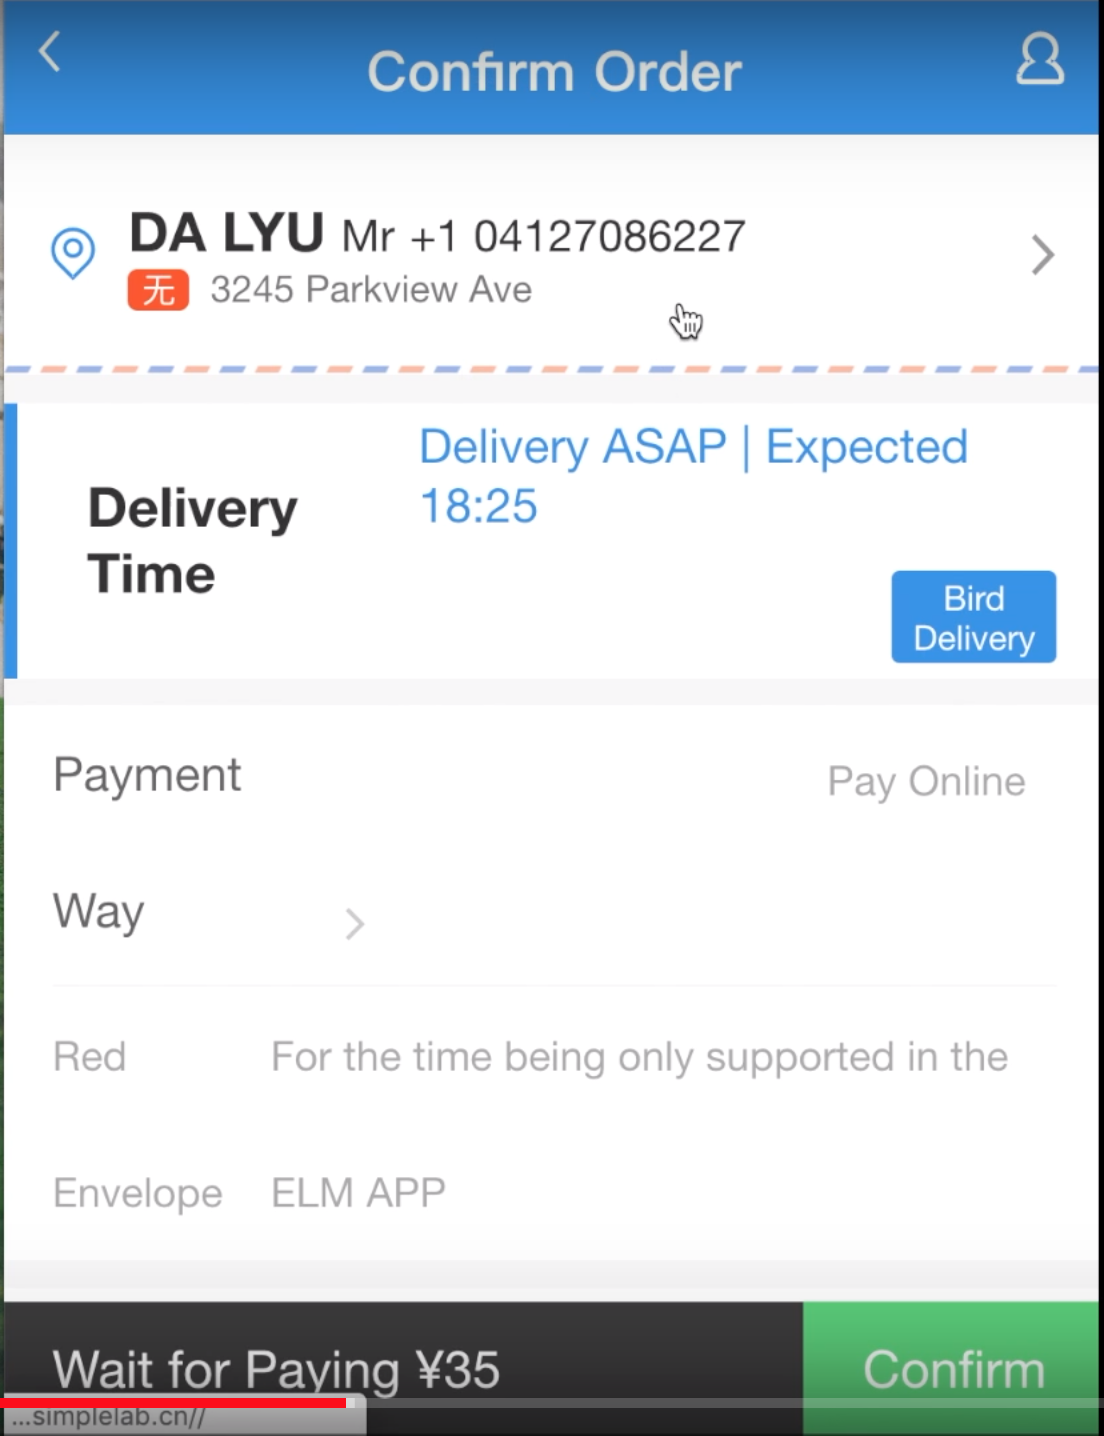 Confirm Order
DA LYU Mr +1 04127086227
无 3245 Parkview Ave
Delivery ASAP | Expected
18:25
Delivery
Time
Bird
Delivery
Payment
Pay Online
Way
Red
For the time being only supported in the
Envelope
ELM APP
Wait for Paying ¥35
Confirm
...simplelab.cn//